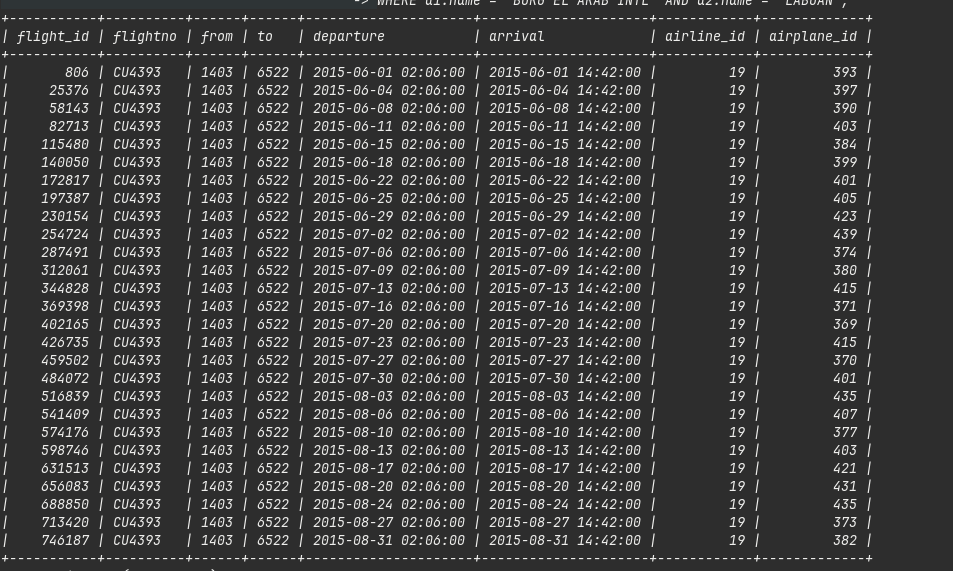 -> WHERE a1.name = "BORG EL ARAB INTL" AND a2.name = "LABUAN";
+-----------+----------+------+------+---------------------+---------------------+------------+-------------+
| flight_id | flightno | from | to   | departure           | arrival             | airline_id | airplane_id |
+-----------+----------+------+------+---------------------+---------------------+------------+-------------+
|       806 | CU4393   | 1403 | 6522 | 2015-06-01 02:06:00 | 2015-06-01 14:42:00 |         19 |         393 |
|     25376 | CU4393   | 1403 | 6522 | 2015-06-04 02:06:00 | 2015-06-04 14:42:00 |         19 |         397 |
|     58143 | CU4393   | 1403 | 6522 | 2015-06-08 02:06:00 | 2015-06-08 14:42:00 |         19 |         390 |
|     82713 | CU4393   | 1403 | 6522 | 2015-06-11 02:06:00 | 2015-06-11 14:42:00 |         19 |         403 |
|    115480 | CU4393   | 1403 | 6522 | 2015-06-15 02:06:00 | 2015-06-15 14:42:00 |         19 |         384 |
|    140050 | CU4393   | 1403 | 6522 | 2015-06-18 02:06:00 | 2015-06-18 14:42:00 |         19 |         399 |
|    172817 | CU4393   | 1403 | 6522 | 2015-06-22 02:06:00 | 2015-06-22 14:42:00 |         19 |         401 |
|    197387 | CU4393   | 1403 | 6522 | 2015-06-25 02:06:00 | 2015-06-25 14:42:00 |         19 |         405 |
|    230154 | CU4393   | 1403 | 6522 | 2015-06-29 02:06:00 | 2015-06-29 14:42:00 |         19 |         423 |
|    254724 | CU4393   | 1403 | 6522 | 2015-07-02 02:06:00 | 2015-07-02 14:42:00 |         19 |         439 |
|    287491 | CU4393   | 1403 | 6522 | 2015-07-06 02:06:00 | 2015-07-06 14:42:00 |         19 |         374 |
|    312061 | CU4393   | 1403 | 6522 | 2015-07-09 02:06:00 | 2015-07-09 14:42:00 |         19 |         380 |
|    344828 | CU4393   | 1403 | 6522 | 2015-07-13 02:06:00 | 2015-07-13 14:42:00 |         19 |         415 |
|    369398 | CU4393   | 1403 | 6522 | 2015-07-16 02:06:00 | 2015-07-16 14:42:00 |         19 |         371 |
|    402165 | CU4393   | 1403 | 6522 | 2015-07-20 02:06:00 | 2015-07-20 14:42:00 |         19 |         369 |
|    426735 | CU4393   | 1403 | 6522 | 2015-07-23 02:06:00 | 2015-07-23 14:42:00 |         19 |         415 |
|    459502 | CU4393   | 1403 | 6522 | 2015-07-27 02:06:00 | 2015-07-27 14:42:00 |         19 |         370 |
|    484072 | CU4393   | 1403 | 6522 | 2015-07-30 02:06:00 | 2015-07-30 14:42:00 |         19 |         401 |
|    516839 | CU4393   | 1403 | 6522 | 2015-08-03 02:06:00 | 2015-08-03 14:42:00 |         19 |         435 |
|    541409 | CU4393   | 1403 | 6522 | 2015-08-06 02:06:00 | 2015-08-06 14:42:00 |         19 |         407 |
|    574176 | CU4393   | 1403 | 6522 | 2015-08-10 02:06:00 | 2015-08-10 14:42:00 |         19 |         377 |
|    598746 | CU4393   | 1403 | 6522 | 2015-08-13 02:06:00 | 2015-08-13 14:42:00 |         19 |         403 |
|    631513 | CU4393   | 1403 | 6522 | 2015-08-17 02:06:00 | 2015-08-17 14:42:00 |         19 |         421 |
|    656083 | CU4393   | 1403 | 6522 | 2015-08-20 02:06:00 | 2015-08-20 14:42:00 |         19 |         431 |
|    688850 | CU4393   | 1403 | 6522 | 2015-08-24 02:06:00 | 2015-08-24 14:42:00 |         19 |         435 |
|    713420 | CU4393   | 1403 | 6522 | 2015-08-27 02:06:00 | 2015-08-27 14:42:00 |         19 |         373 |
|    746187 | CU4393   | 1403 | 6522 | 2015-08-31 02:06:00 | 2015-08-31 14:42:00 |         19 |         382 |
+-----------+----------+------+------+---------------------+---------------------+------------+-------------+